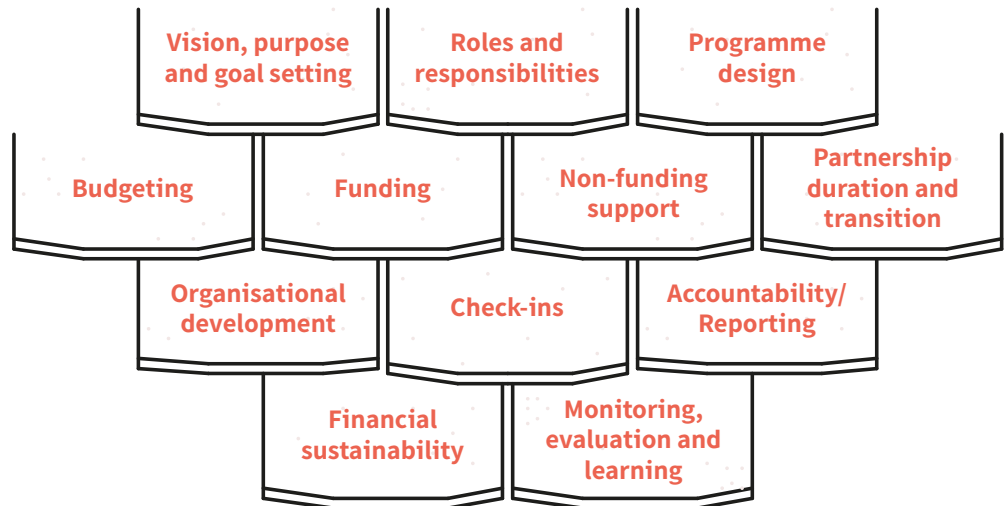 Vision, purpose
and goal setting
Roles and
responsibilities
Programme
design
Budgeting
Funding
Non-funding
support
Partnership
duration and
transition
Organisational
development
Check-ins
Accountability/
Reporting
Financial
sustainability
Monitoring,
evaluation and
learning